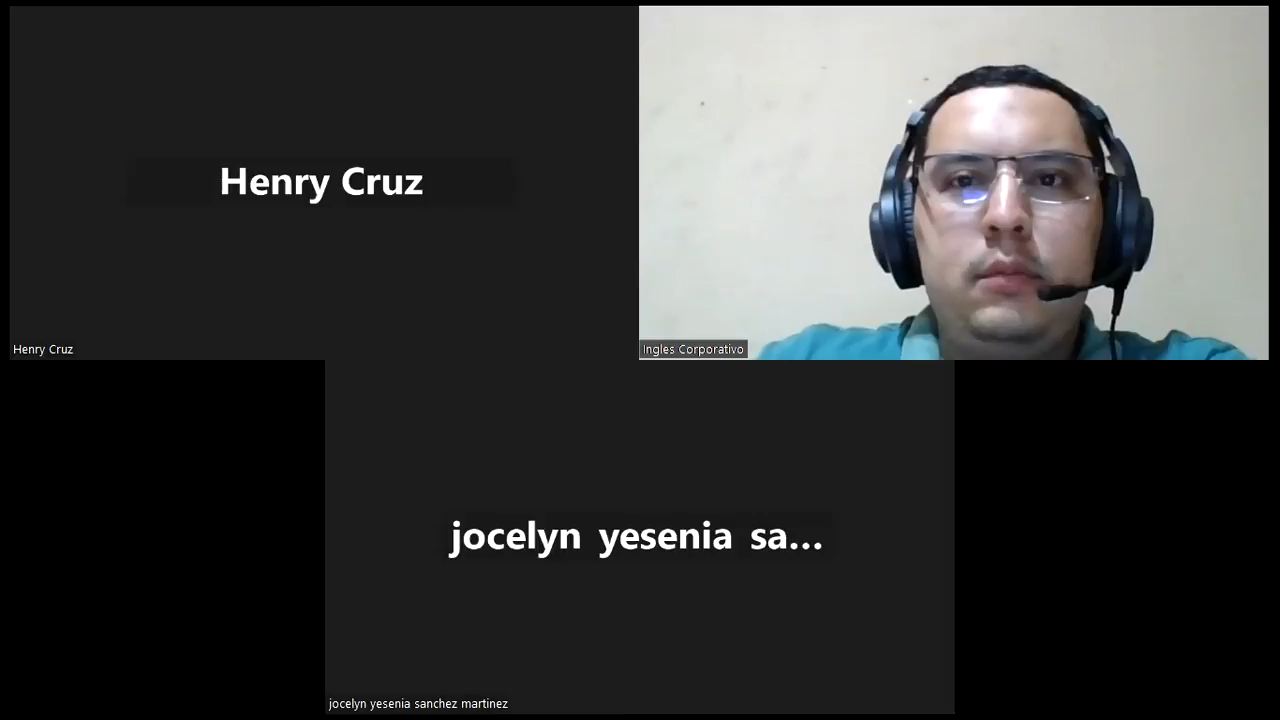 Henry Cruz
Henry Cruz
Ingles Corporativo
jocelyn yesenia sa...
jocelyn yesenia sanchez martinez